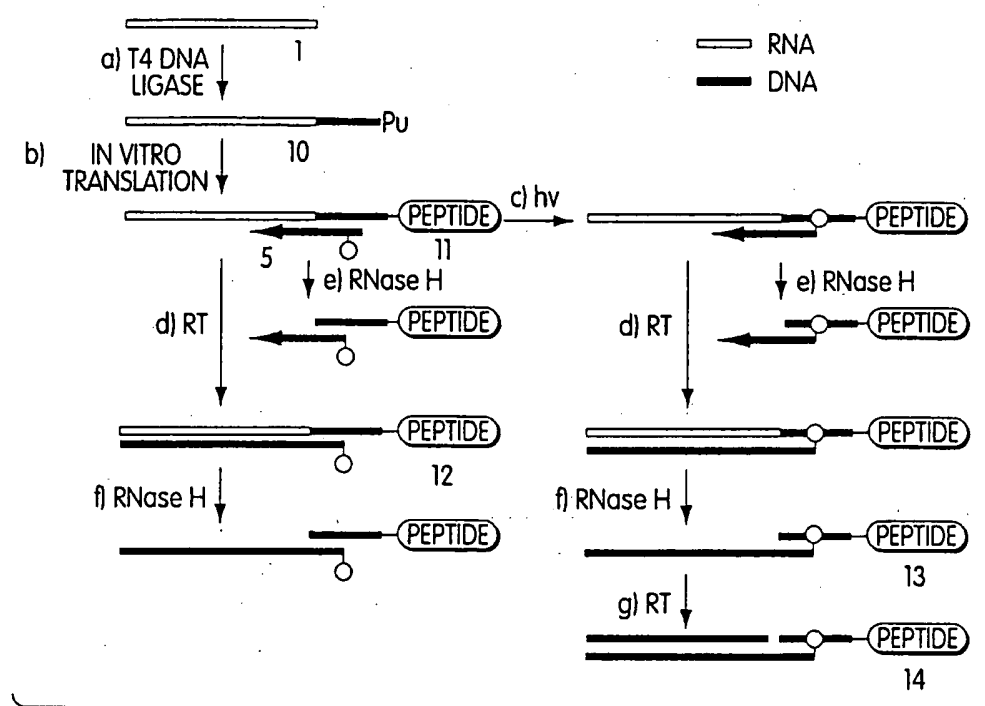 1
RNA
DNA
a) T4 DNA
LIGASE
Pu
10
b) IN VITRO
TRANSLATION
PEPTIDE
11
5
c) hν
PEPTIDE
e) RNase H
PEPTIDE
d) RT
e) RNase H
PEPTIDE
d) RT
PEPTIDE
12
PEPTIDE
f) RNase H
PEPTIDE
f) RNase H
PEPTIDE
13
g) RT
PEPTIDE
14